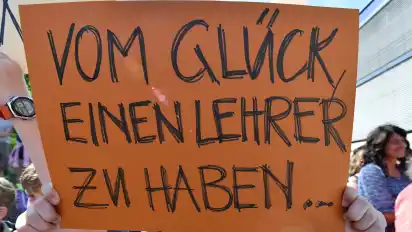 VOM GLÜCK,
EINEN LEHRER
ZU HABEN...